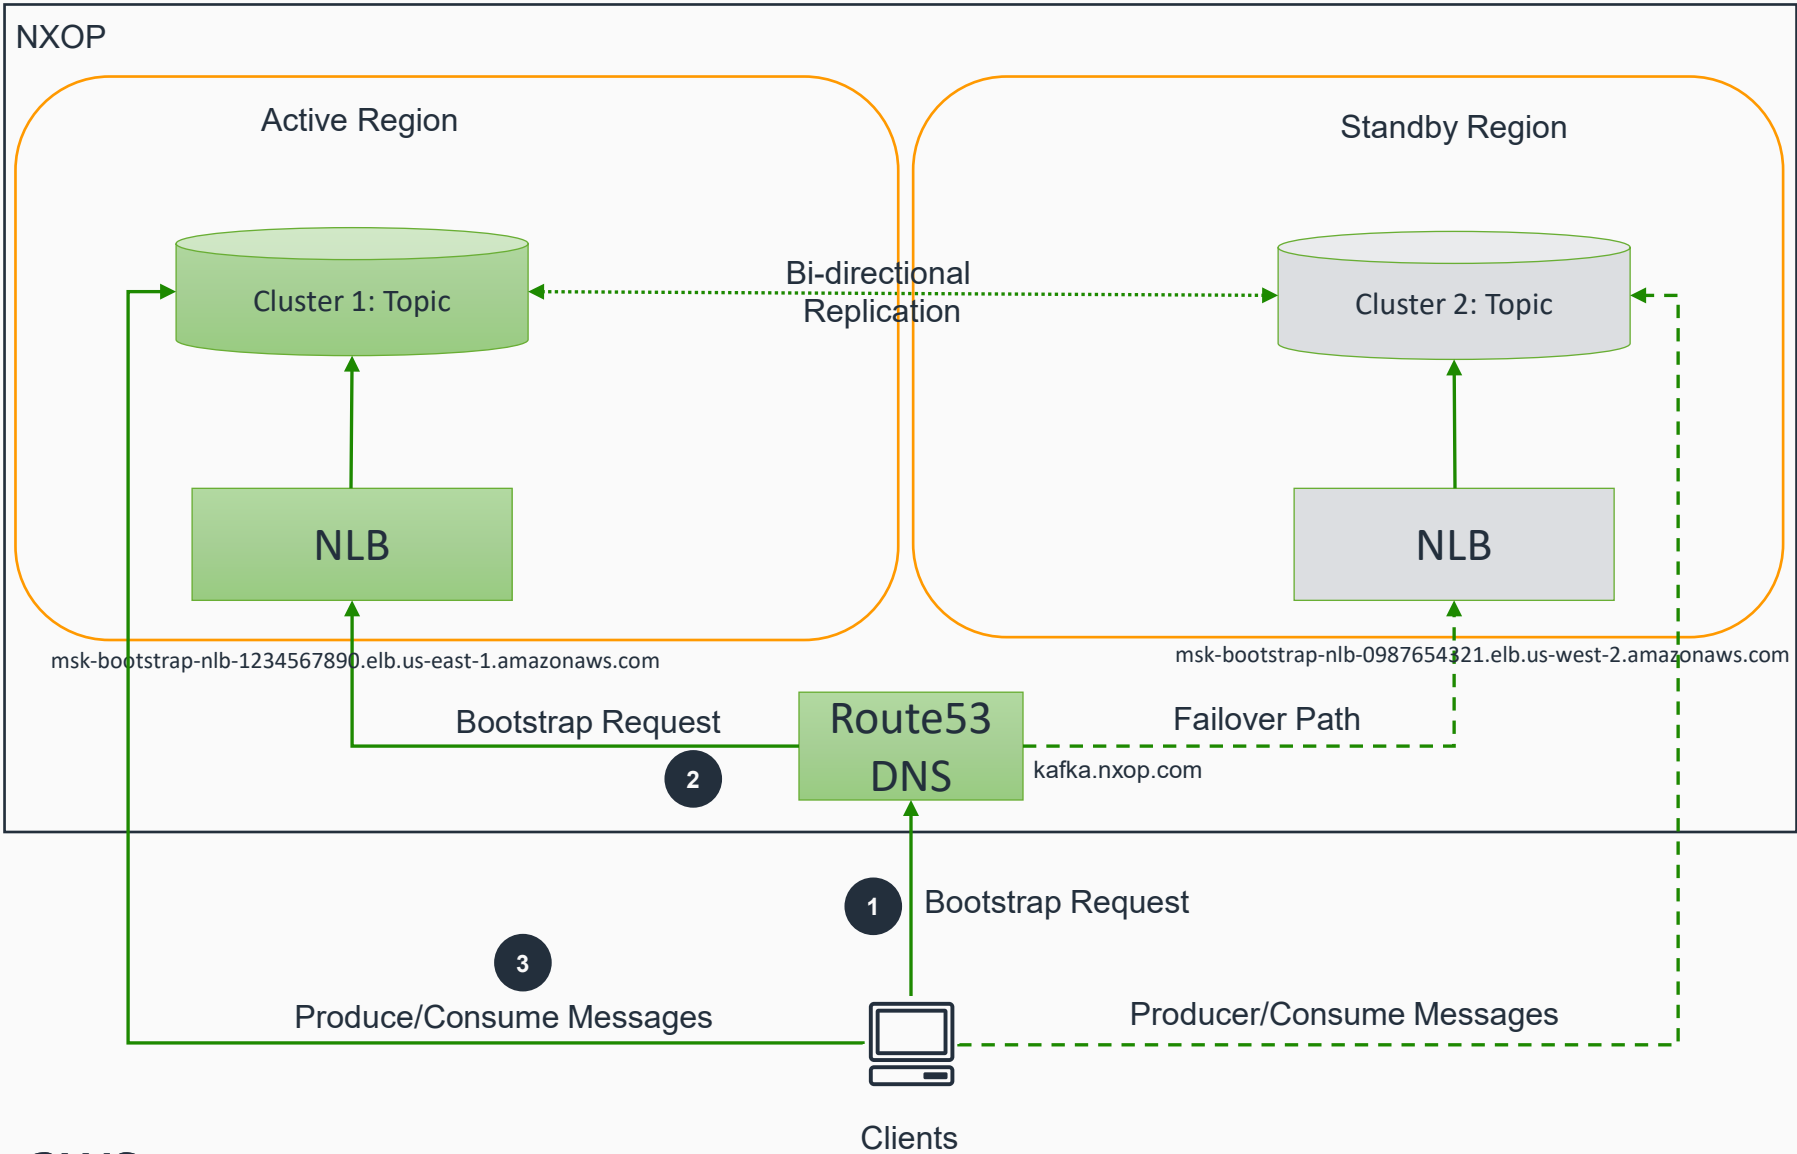 NXOP
Active Region
Standby Region
Bi-directional
Replication
Cluster 1: Topic
Cluster 2: Topic
NLB
NLB
msk-bootstrap-nlb-1234567890.elb.us-east-1.amazonaws.com
msk-bootstrap-nlb-0987654321.elb.us-west-2.amazonaws.com
Bootstrap Request
2
Route53
DNS
Failover Path
kafka.nxop.com
1
Bootstrap Request
3
Produce/Consume Messages
Producer/Consume Messages
Clients